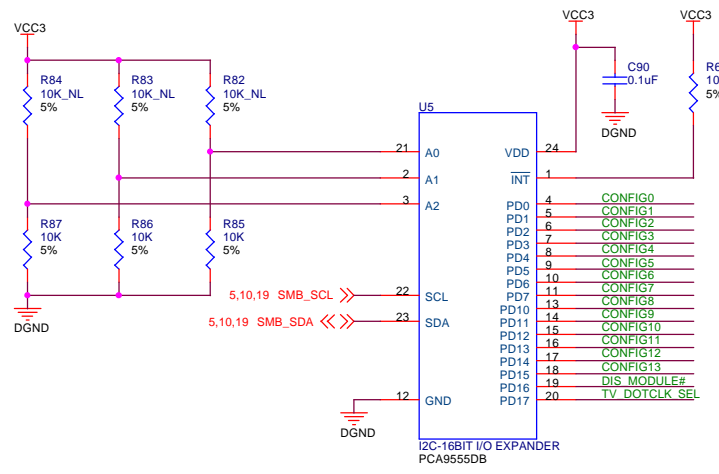 VCC3
VCC3
VCC3
R84
10K_NL
5%
R83
10K_NL
5%
R82
10K_NL
5%
C90
0.1uF
R6
10
5%
DGND
U5
21
A0
VDD
24
2
A1
INT
1
3
A2
PD0
4
CONFIG0
PD1
5
CONFIG1
PD2
6
CONFIG2
PD3
7
CONFIG3
PD4
8
CONFIG4
PD5
9
CONFIG5
PD6
10
CONFIG6
PD7
11
CONFIG7
PD10
13
CONFIG8
PD11
14
CONFIG9
PD12
15
CONFIG10
PD13
16
CONFIG11
PD14
17
CONFIG12
PD15
18
CONFIG13
PD16
19
DIS_MODULE#
PD17
20
TV_DOTCLK_SEL
R87
10K
5%
R86
10K
5%
R85
10K
5%
DGND
5,10,19 SMB_SCL
22
SCL
5,10,19 SMB_SDA
23
SDA
12
GND
DGND
I2C-16BIT I/O EXPANDER
PCA9555DB